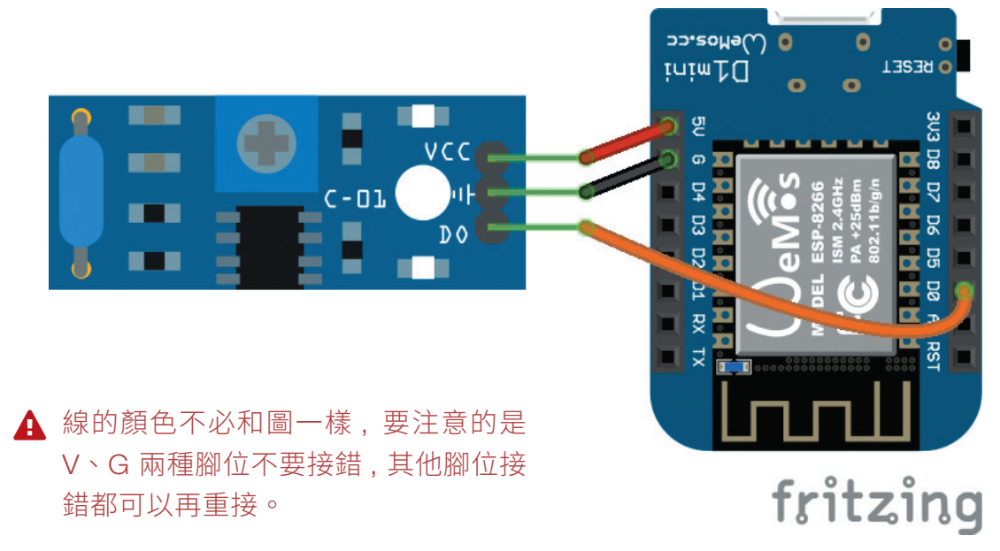 WeMos.cc
D1mini
RESET
5V
G
D4
D3
D2
D1
RX
TX
3V3
D8
D7
D6
D5
D0
RST
VCC
C-01
DO
WeMos
MODEL ESP-8266
ISM 2.4GHz
PA +25dBm
802.11b/g/n
線的顏色不必和圖一樣，要注意的是
V、G 兩種腳位不要接錯，其他腳位接
錯都可以再重接。
fritzing